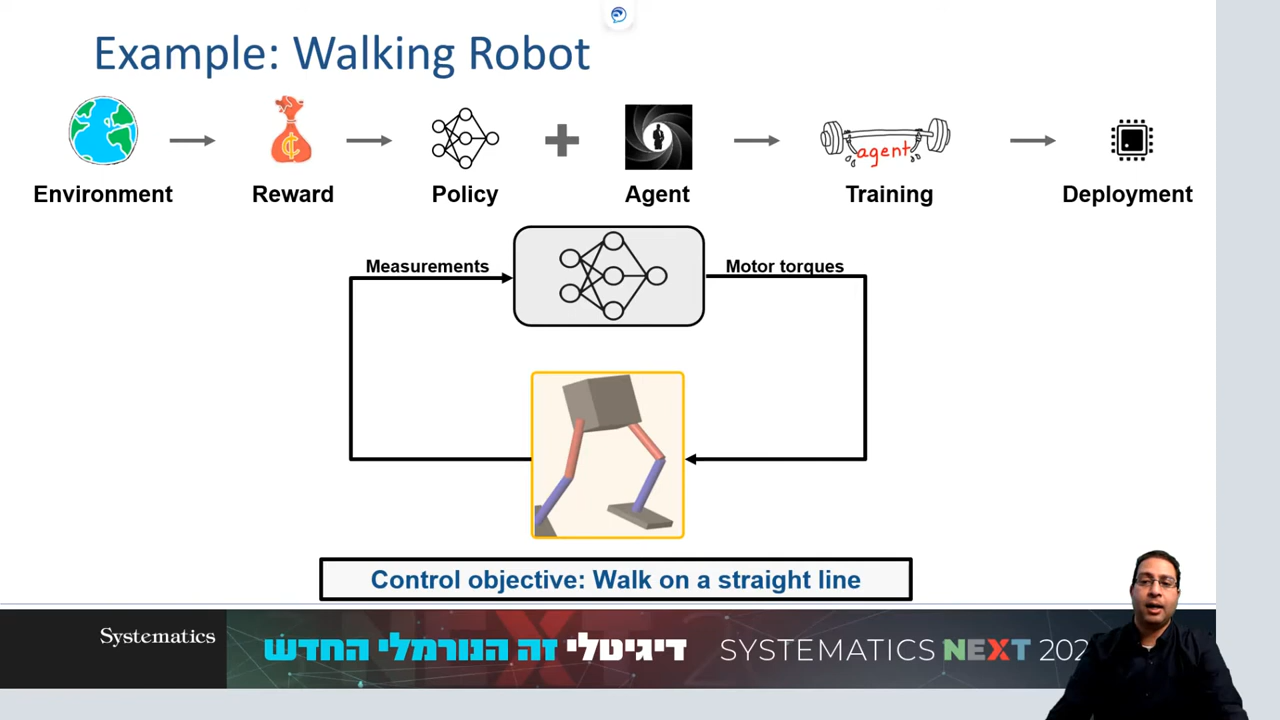 Example: Walking Robot
¢
agent
Environment
Reward
Policy
Agent
Training
Deployment
Measurements
Motor torques
Control objective: Walk on a straight line
Systematics
דיגיטלי זה הנורמלי החדש
SYSTEMATICS NEXT 202